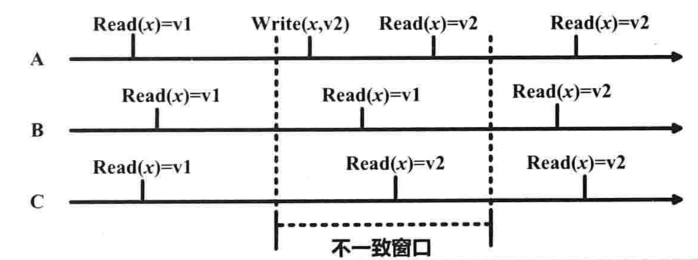 Read(x)=v1 Write(x,v2) Read(x)=v2 Read(x)=v2
A
Read(x)=v1 Read(x)=v1 Read(x)=v2
B
Read(x)=v1 Read(x)=v2 Read(x)=v2
C
不一致窗口